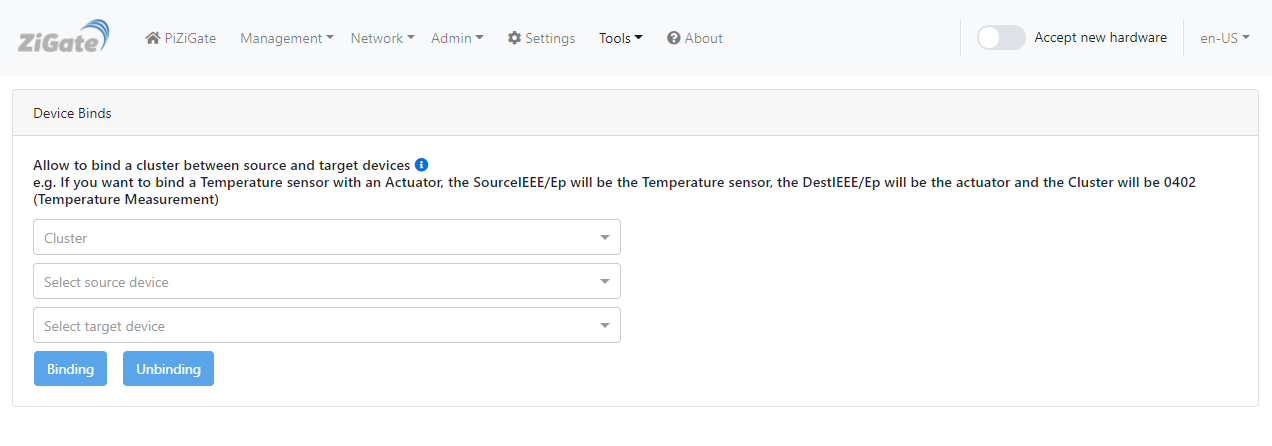 ZiGate PiZiGate Management Network Admin Settings Tools About Accept new hardware en-US
Device Binds
Allow to bind a cluster between source and target devices
e.g. If you want to bind a Temperature sensor with an Actuator, the SourceIEEE/Ep will be the Temperature sensor, the DestIEEE/Ep will be the actuator and the Cluster will be 0402
(Temperature Measurement)
Cluster
Select source device
Select target device
Binding Unbinding